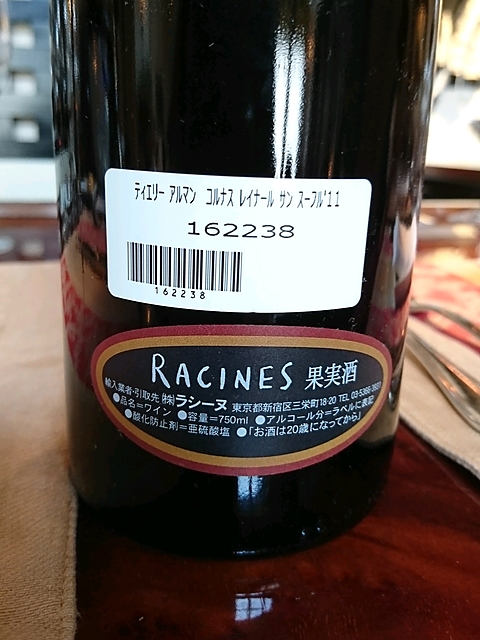 ティエリー アルマン コルナス レイナール サン スーフル'11
162238
162238
RACINES 果実酒
輸入業者・引取先 ㈱ラシーヌ 東京都新宿区三栄町18-20 TEL 03-5366-3931
●品名=ワイン ●容量=750ml ●アルコール分=ラベルに表記
●酸化防止剤=亜硫酸塩 ●「お酒は20歳になってから」